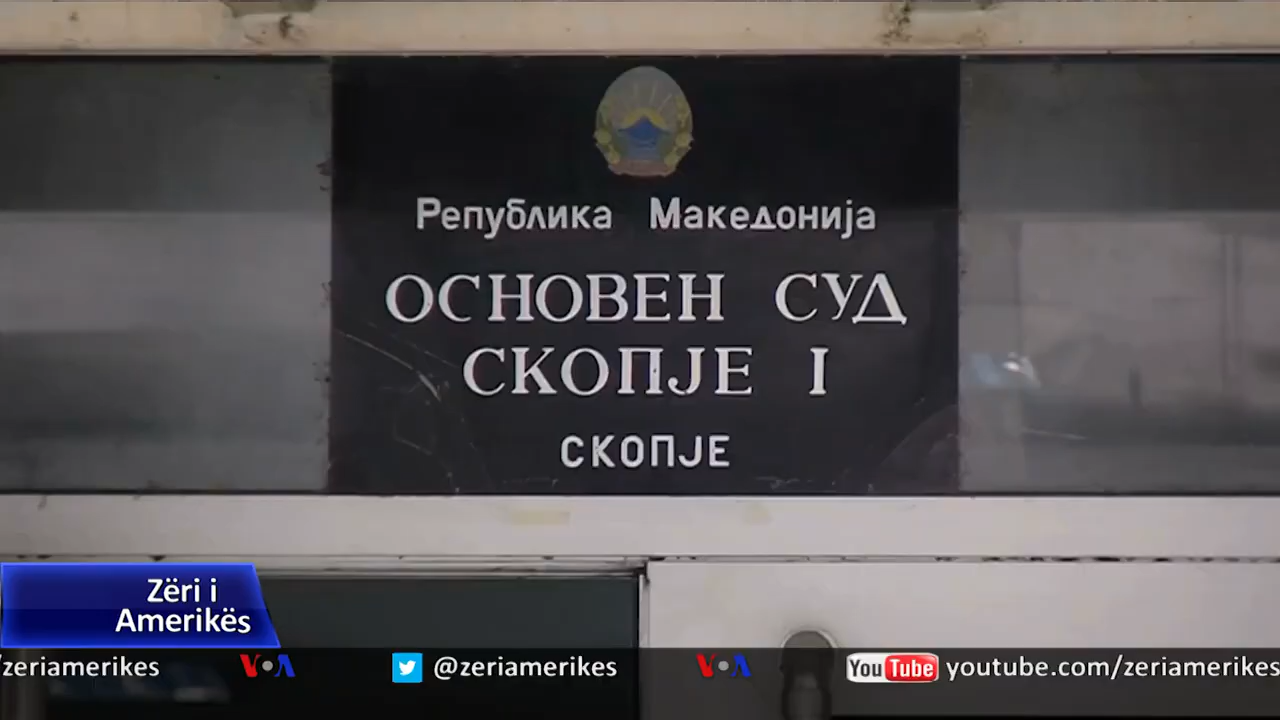 Република Македонија
ОСНОВЕН СУД
СКОПЈЕ I
СКОПЈЕ
Zëri i
Amerikës
/zeriamerikes VOA @zeriamerikes VOA YouTube youtube.com/zeriamerikes